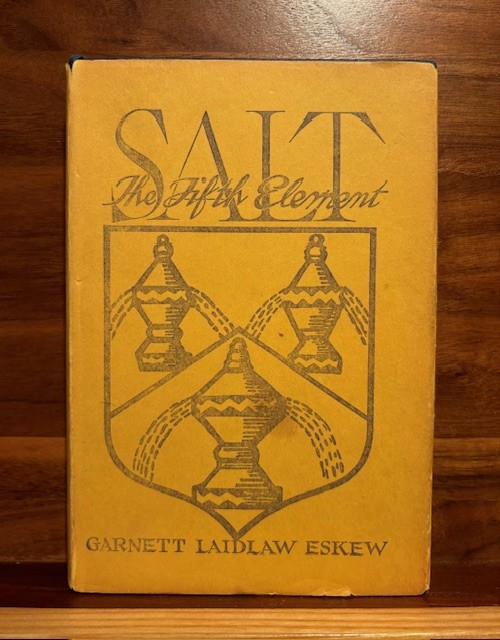 SALT
The Fifth Element
GARNETT LAIDLAW ESKEW